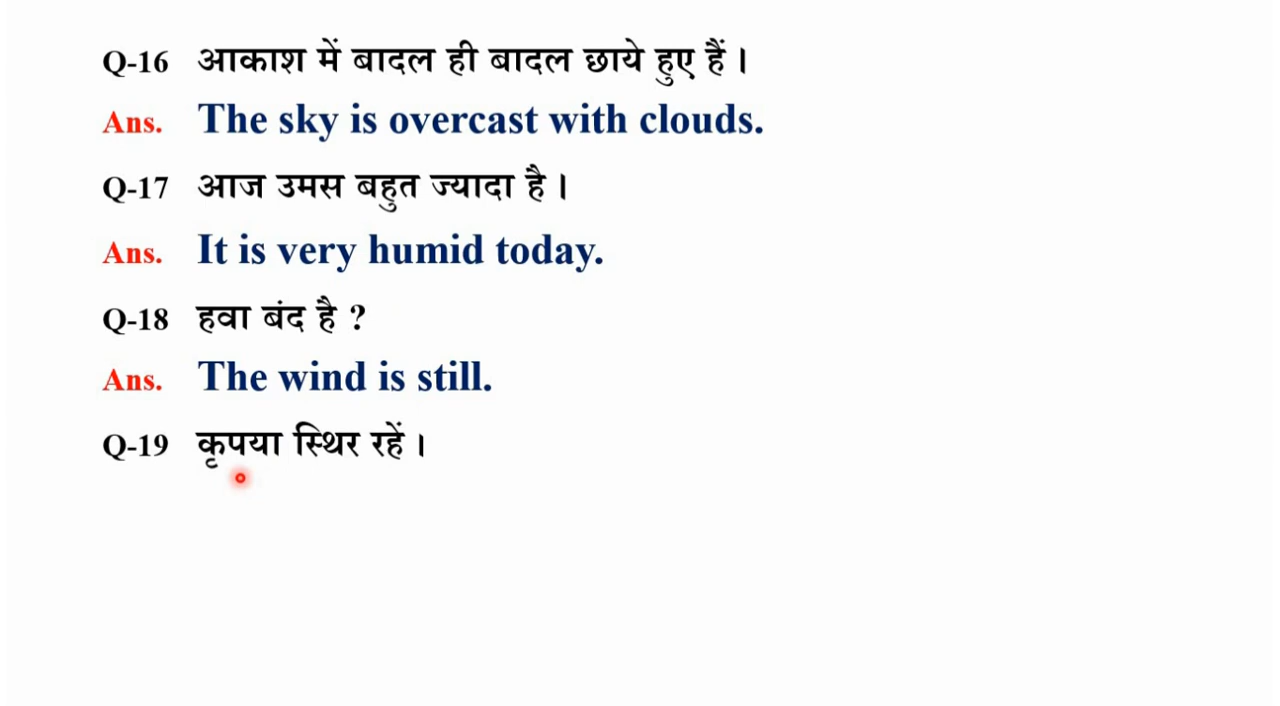 Q-16 आकाश में बादल ही बादल छाये हुए हैं ।
Ans. The sky is overcast with clouds.
Q-17 आज उमस बहुत ज्यादा है ।
Ans. It is very humid today.
Q-18 हवा बंद है ?
Ans. The wind is still.
Q-19 कृपया स्थिर रहें ।